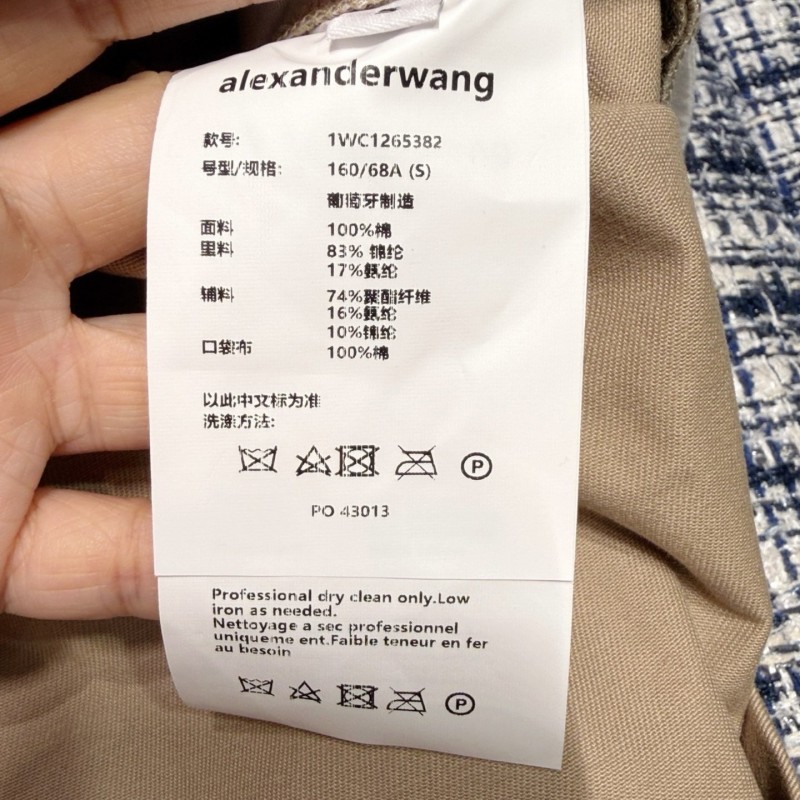 alexanderwang
款号: 1WC1265382
号型/规格: 160/68A (S)
葡萄牙制造
面料 100%棉
里料 83% 锦纶
17%氨纶
辅料 74%聚酯纤维
16%氨纶
10%锦纶
口袋布 100%棉
以此中文标为准
洗涤方法:
P
PO 43013
Professional dry clean only.Low
iron as needed.
Nettoyage a sec professionnel
uniqueme ent.Faible teneur en fer
au besoin
P